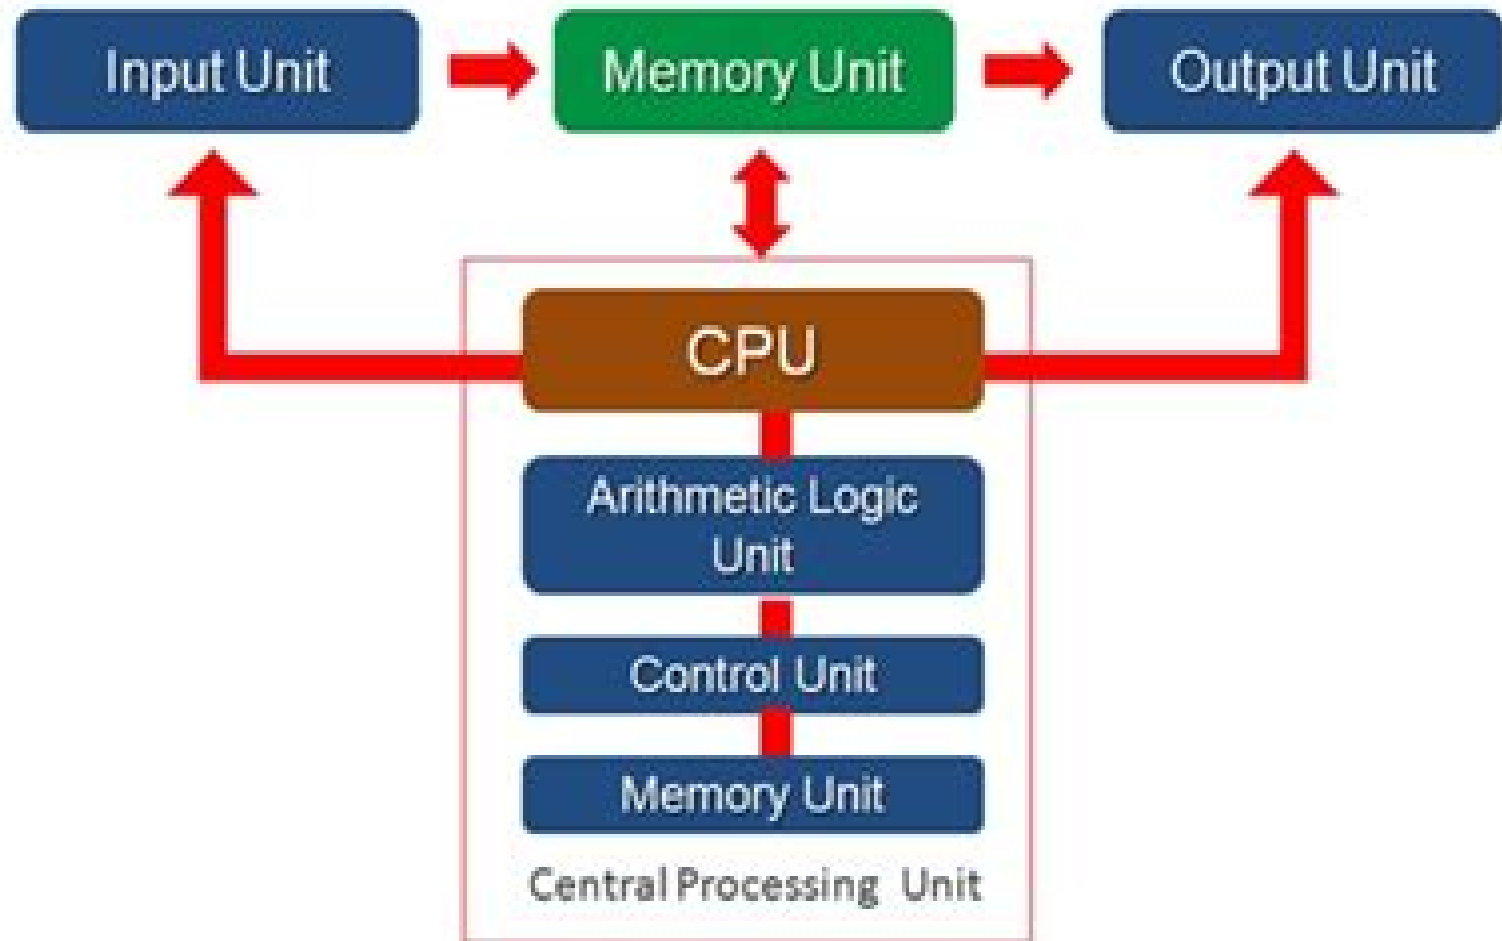 Input Unit
Memory Unit
Output Unit
CPU
Arithmetic Logic
Unit
Control Unit
Memory Unit
Central Processing Unit